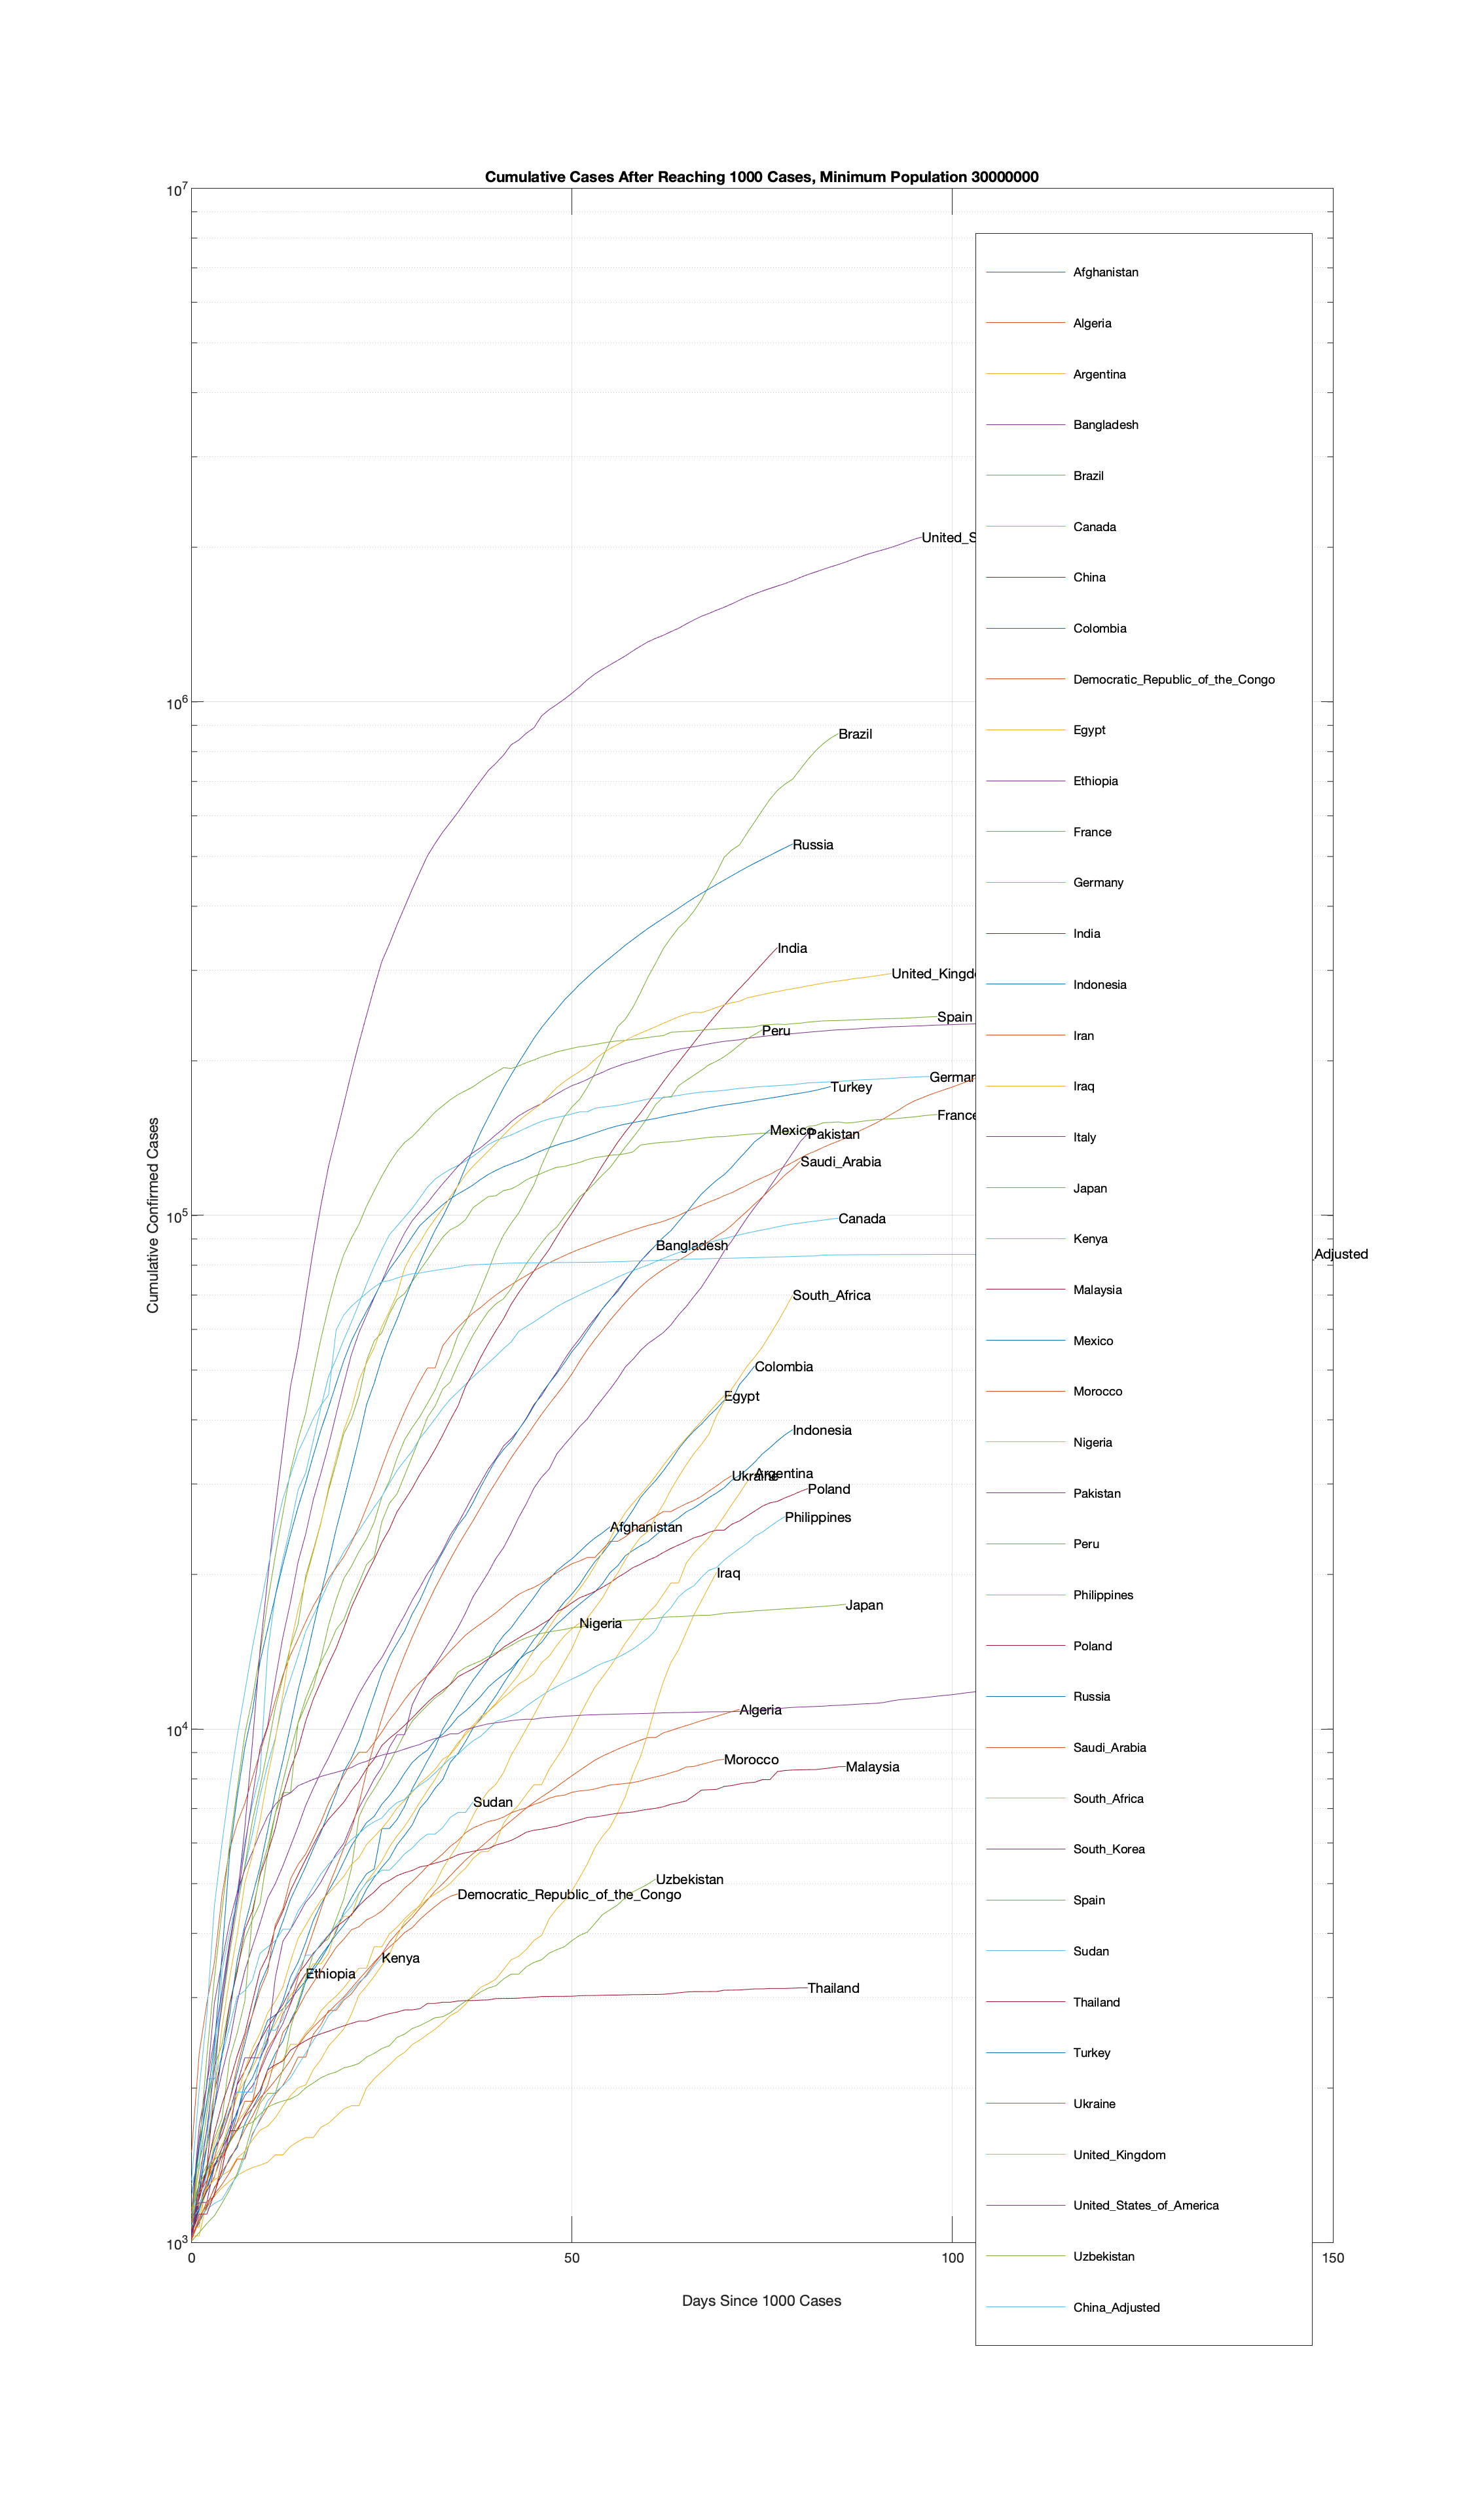 Cumulative Cases After Reaching 1000 Cases, Minimum Population 30000000
10^7
10^6
10^5
10^4
10^3
Cumulative Confirmed Cases
United_S
Brazil
Russia
India
United_Kingd
Spain
Peru
German
Turkey
France
Mexico
Pakistan
Saudi_Arabia
Canada
Bangladesh
Adjusted
South_Africa
Colombia
Egypt
Indonesia
Argentina
Ukraine
Poland
Philippines
Afghanistan
Iraq
Japan
Nigeria
Algeria
Morocco
Malaysia
Sudan
Uzbekistan
Democratic_Republic_of_the_Congo
Kenya
Ethiopia
Thailand
0 50 100 150
Days Since 1000 Cases
Afghanistan
Algeria
Argentina
Bangladesh
Brazil
Canada
China
Colombia
Democratic_Republic_of_the_Congo
Egypt
Ethiopia
France
Germany
India
Indonesia
Iran
Iraq
Italy
Japan
Kenya
Malaysia
Mexico
Morocco
Nigeria
Pakistan
Peru
Philippines
Poland
Russia
Saudi_Arabia
South_Africa
South_Korea
Spain
Sudan
Thailand
Turkey
Ukraine
United_Kingdom
United_States_of_America
Uzbekistan
China_Adjusted